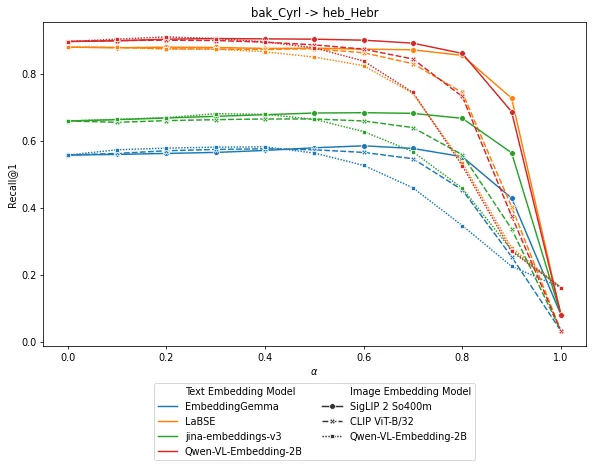 bak_Cyrl -> heb_Hebr
Recall@1
0.8
0.6
0.4
0.2
0.0
0.0 0.2 0.4 0.6 0.8 1.0
α
Text Embedding Model
EmbeddingGemma
LaBSE
jina-embeddings-v3
Qwen-VL-Embedding-2B
Image Embedding Model
SigLIP 2 So400m
CLIP ViT-B/32
Qwen-VL-Embedding-2B